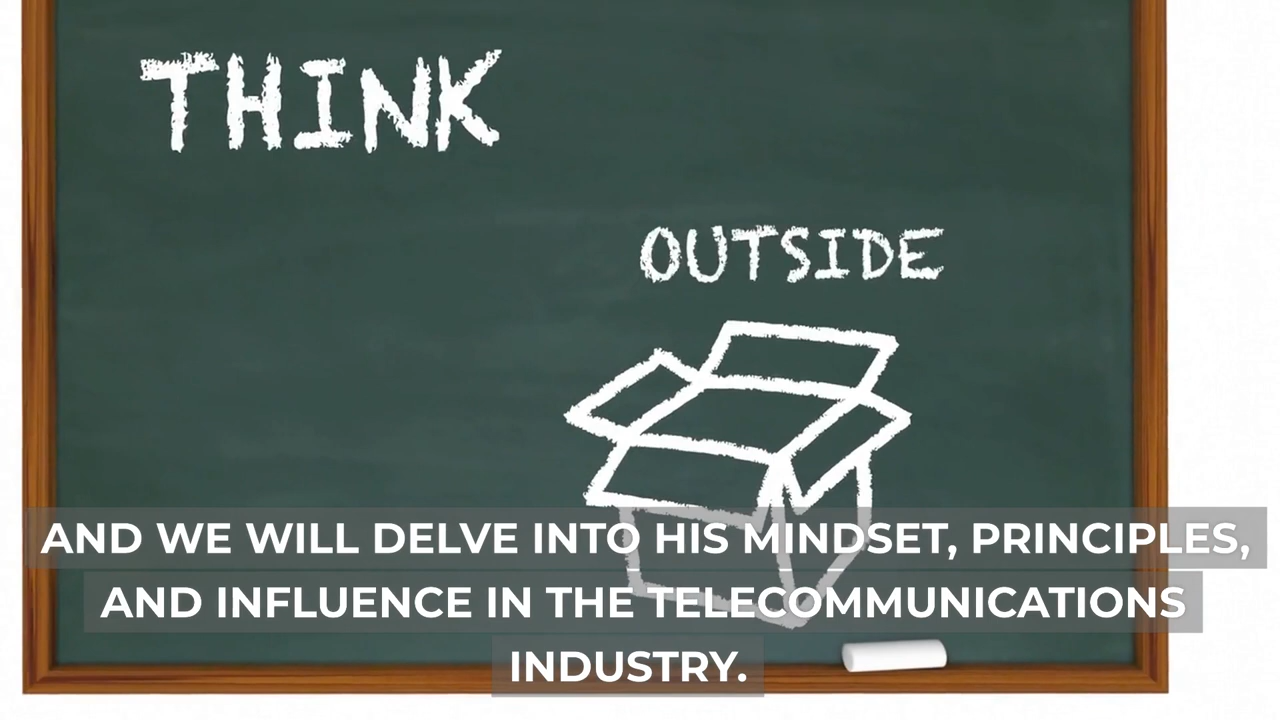 THINK
OUTSIDE
AND WE WILL DELVE INTO HIS MINDSET, PRINCIPLES,
AND INFLUENCE IN THE TELECOMMUNICATIONS
INDUSTRY.